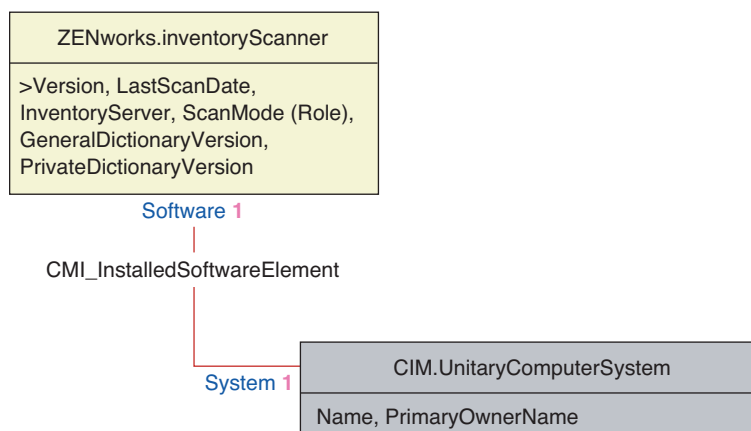 ZENworks.inventoryScanner
>Version, LastScanDate,
InventoryServer, ScanMode (Role),
GeneralDictionaryVersion,
PrivateDictionaryVersion
Software 1
CMI_InstalledSoftwareElement
System 1
CIM.UnitaryComputerSystem
Name, PrimaryOwnerName